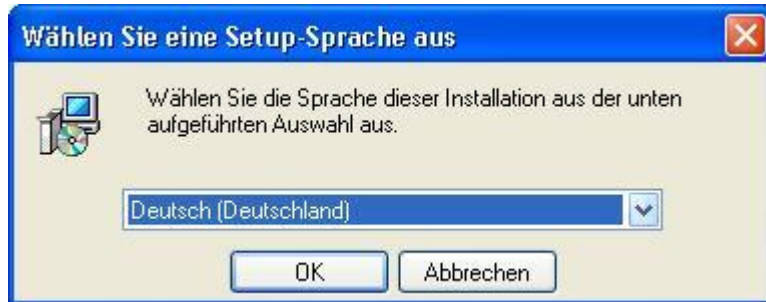 Wählen Sie eine Setup-Sprache aus
Wählen Sie die Sprache dieser Installation aus der unten
aufgeführten Auswahl aus.
Deutsch (Deutschland)
OK
Abbrechen